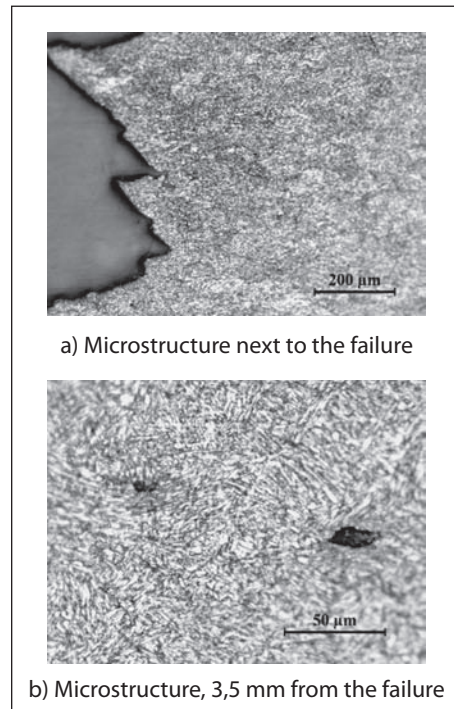 200 µm
a) Microstructure next to the failure
50 µm
b) Microstructure, 3,5 mm from the failure